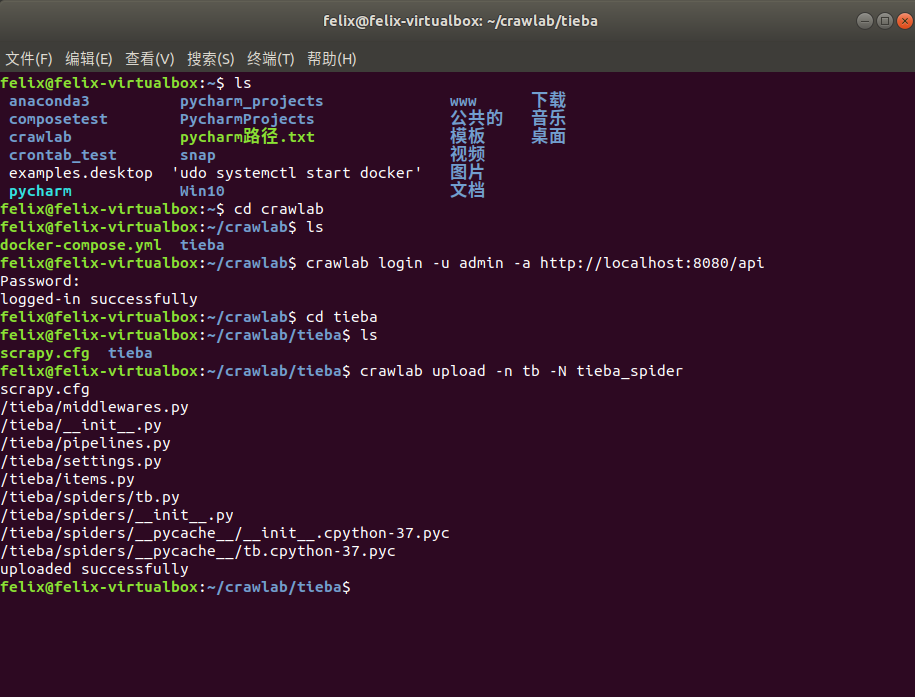 felix@felix-virtualbox: ~/crawlab/tieba
文件(F) 编辑(E) 查看(V) 搜索(S) 终端(T) 帮助(H)
felix@felix-virtualbox:~$ ls
anaconda3 pycharm_projects www 下载
composetest PycharmProjects 公共的 音乐
crawlab pycharm路径.txt 模板 桌面
crontab_test snap 视频
examples.desktop 'udo systemctl start docker' 图片
pycharm Win10 文档
felix@felix-virtualbox:~$ cd crawlab
felix@felix-virtualbox:~/crawlab$ ls
docker-compose.yml tieba
felix@felix-virtualbox:~/crawlab$ crawlab login -u admin -a http://localhost:8080/api
Password:
logged-in successfully
felix@felix-virtualbox:~/crawlab$ cd tieba
felix@felix-virtualbox:~/crawlab/tieba$ ls
scrapy.cfg tieba
felix@felix-virtualbox:~/crawlab/tieba$ crawlab upload -n tb -N tieba_spider
scrapy.cfg
/tieba/middlewares.py
/tieba/__init__.py
/tieba/pipelines.py
/tieba/settings.py
/tieba/items.py
/tieba/spiders/tb.py
/tieba/spiders/__init__.py
/tieba/spiders/__pycache__/__init__.cpython-37.pyc
/tieba/spiders/__pycache__/tb.cpython-37.pyc
uploaded successfully
felix@felix-virtualbox:~/crawlab/tieba$